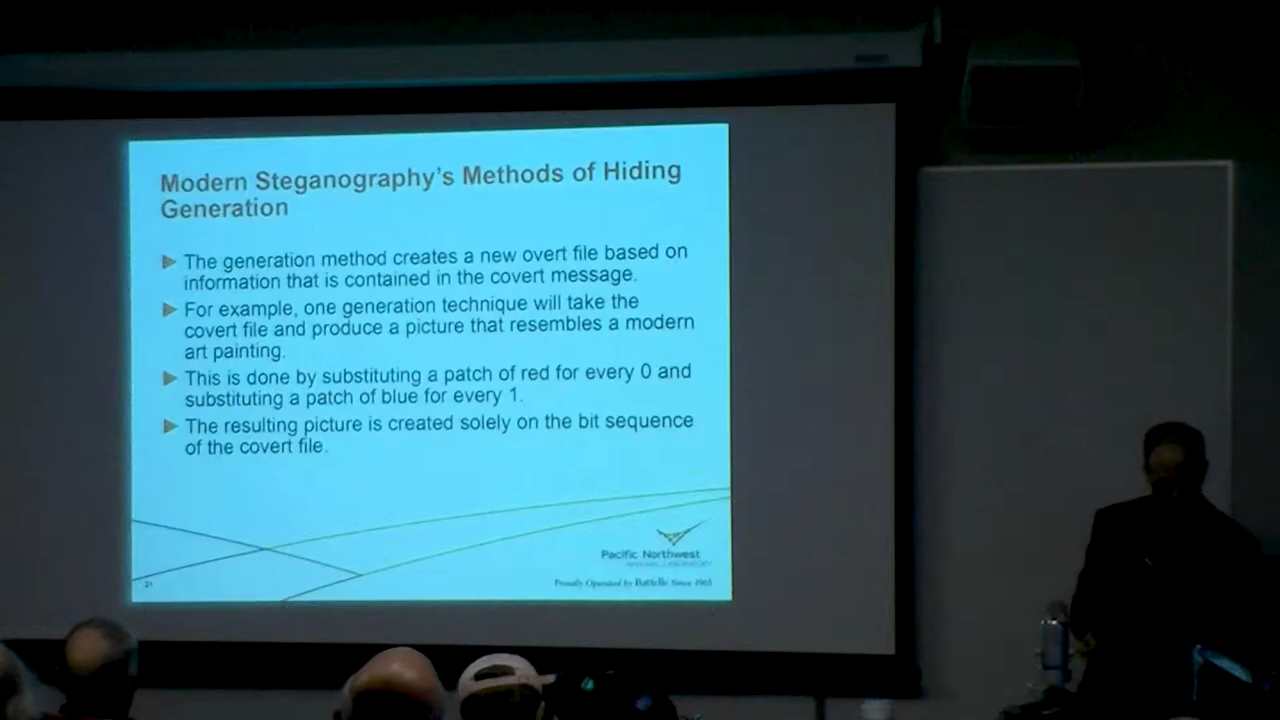 Modern Steganography's Methods of Hiding
Generation
The generation method creates a new overt file based on
information that is contained in the covert message.
For example, one generation technique will take the
covert file and produce a picture that resembles a modern
art painting.
This is done by substituting a patch of red for every 0 and
substituting a patch of blue for every 1.
The resulting picture is created solely on the bit sequence
of the covert file.
Pacific Northwest
NATIONAL LABORATORY
Proudly Operated by Battelle Since 1965